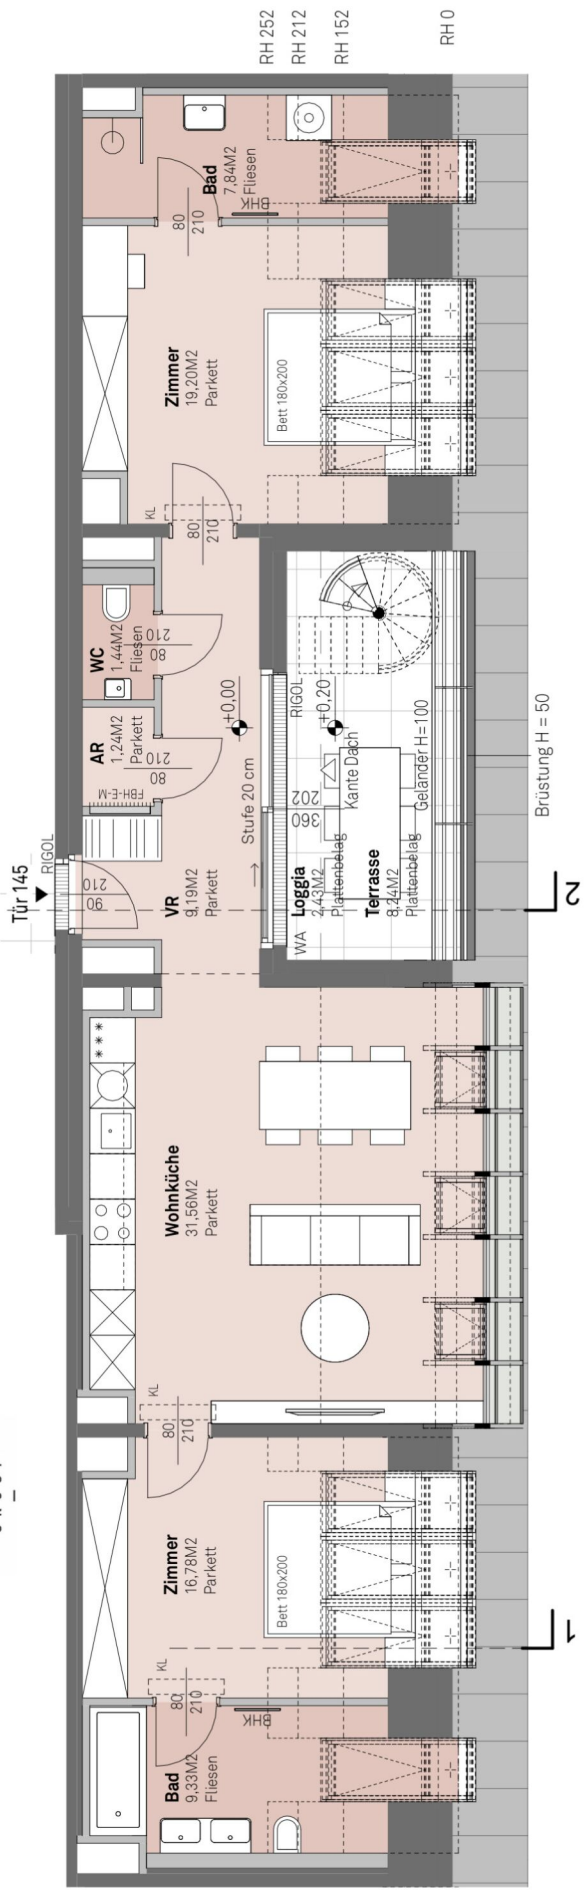 RH 252
RH 212
RH 152
RH 0
Bad
7,84M2
Fliesen
BHK
80
210
Zimmer
19,20M2
Parkett
Bett 180x200
KL
80
210
WC
1,44M2
Fliesen
80
210
AR
1,24M2
Parkett
80
210
FBH-E-M
+0,00
RIGOL
+0,20
Stufe 20 cm
Kante Dach
360
202
Geländer H=100
Brüstung H = 50
Tür 145
RIGOL
90
210
VR
9,19M2
Parkett
WA
Loggia
2,43M2
Plattenbelag
Terrasse
8,24M2
Plattenbelag
2
***
Wohnküche
31,56M2
Parkett
KL
80
210
Zimmer
16,78M2
Parkett
Bett 180x200
1
KL
80
210
BHK
Bad
9,33M2
Fliesen